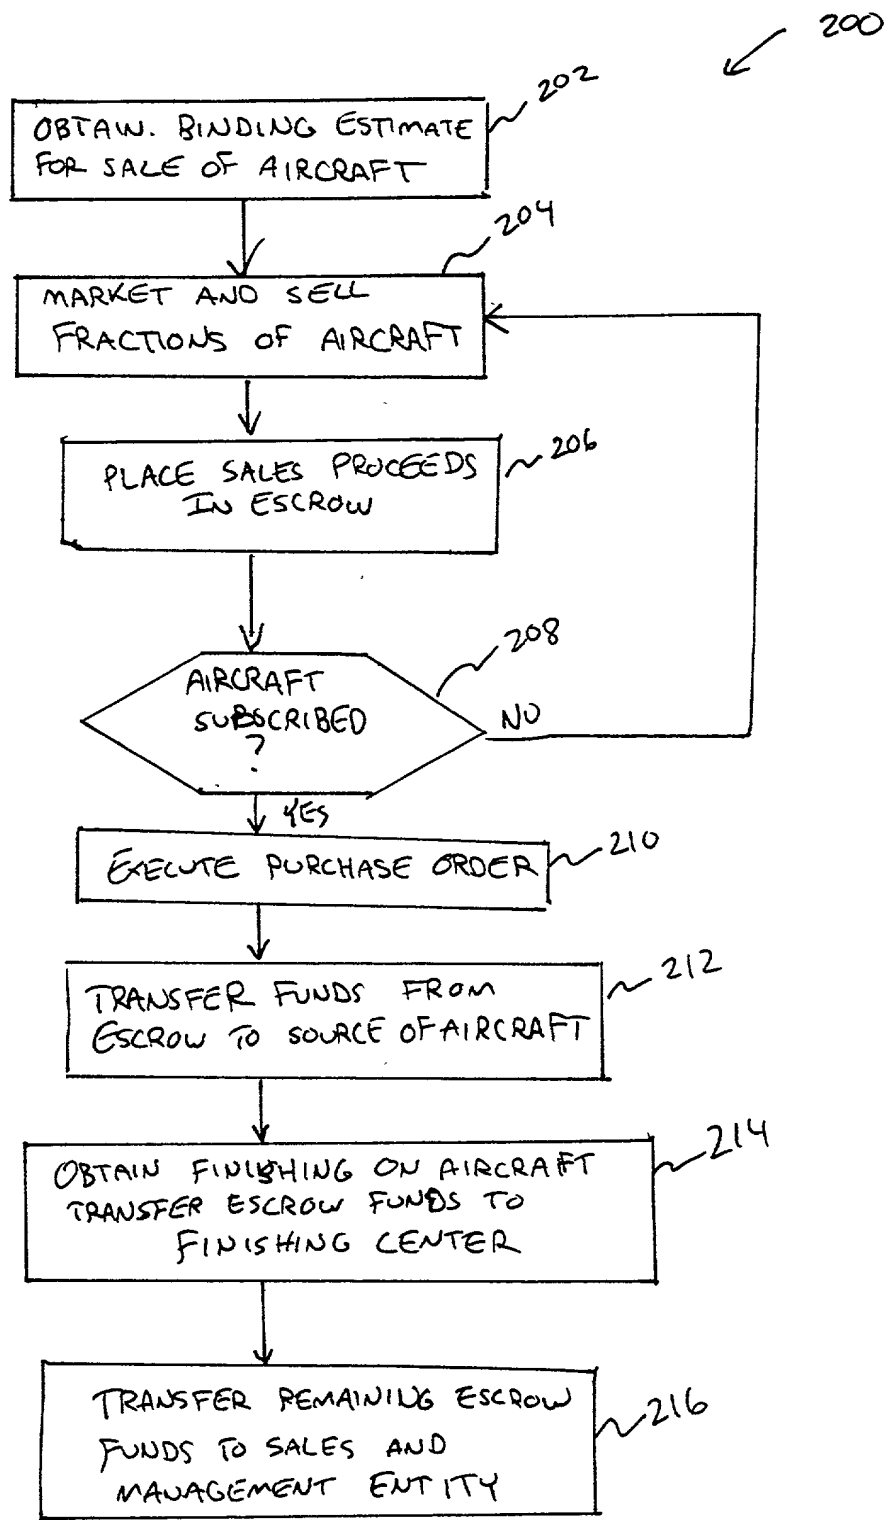 200
202
OBTAIN. BINDING ESTIMATE
FOR SALE OF AIRCRAFT
204
MARKET AND SELL
FRACTIONS OF AIRCRAFT
206
PLACE SALES PROCEEDS
IN ESCROW
208
AIRCRAFT
SUBSCRIBED
?
NO
YES
210
EXECUTE PURCHASE ORDER
212
TRANSFER FUNDS FROM
ESCROW TO SOURCE OF AIRCRAFT
214
OBTAIN FINISHING ON AIRCRAFT
TRANSFER ESCROW FUNDS TO
FINISHING CENTER
216
TRANSFER REMAINING ESCROW
FUNDS TO SALES AND
MANAGEMENT ENTITY